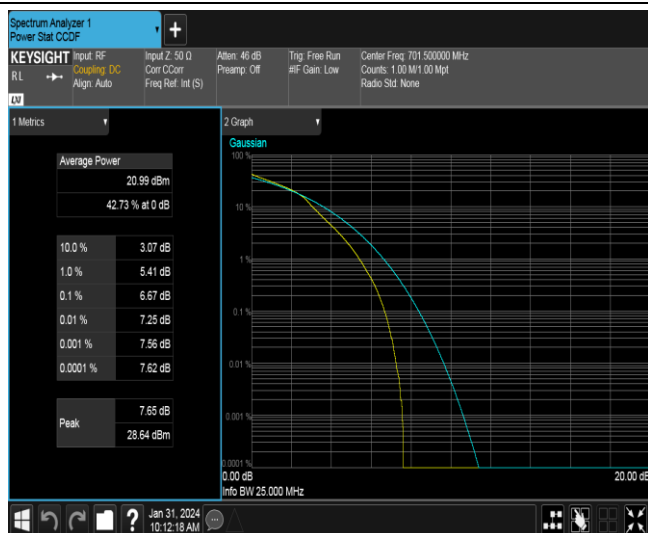 Spectrum Analyzer 1
Power Stat CCDF
+
KEYSIGHT
RL
LXI
Input: RF
Coupling: DC
Align: Auto
Input Z: 50 Ω
Corr CCorr
Freq Ref: Int (S)
Atten: 46 dB
Preamp: Off
Trig: Free Run
#IF Gain: Low
Center Freq: 701.500000 MHz
Counts: 1.00 M/1.00 Mpt
Radio Std: None
1 Metrics
Average Power
20.99 dBm
42.73 % at 0 dB
10.0 % 3.07 dB
1.0 % 5.41 dB
0.1 % 6.67 dB
0.01 % 7.25 dB
0.001 % 7.56 dB
0.0001 % 7.62 dB
Peak
7.65 dB
28.64 dBm
2 Graph
Gaussian
100 %
10 %
1 %
0.1 %
0.01 %
0.001 %
0.0001 %
0.00 dB
20.00 dB
Info BW 25.000 MHz
?
Jan 31, 2024
10:12:18 AM